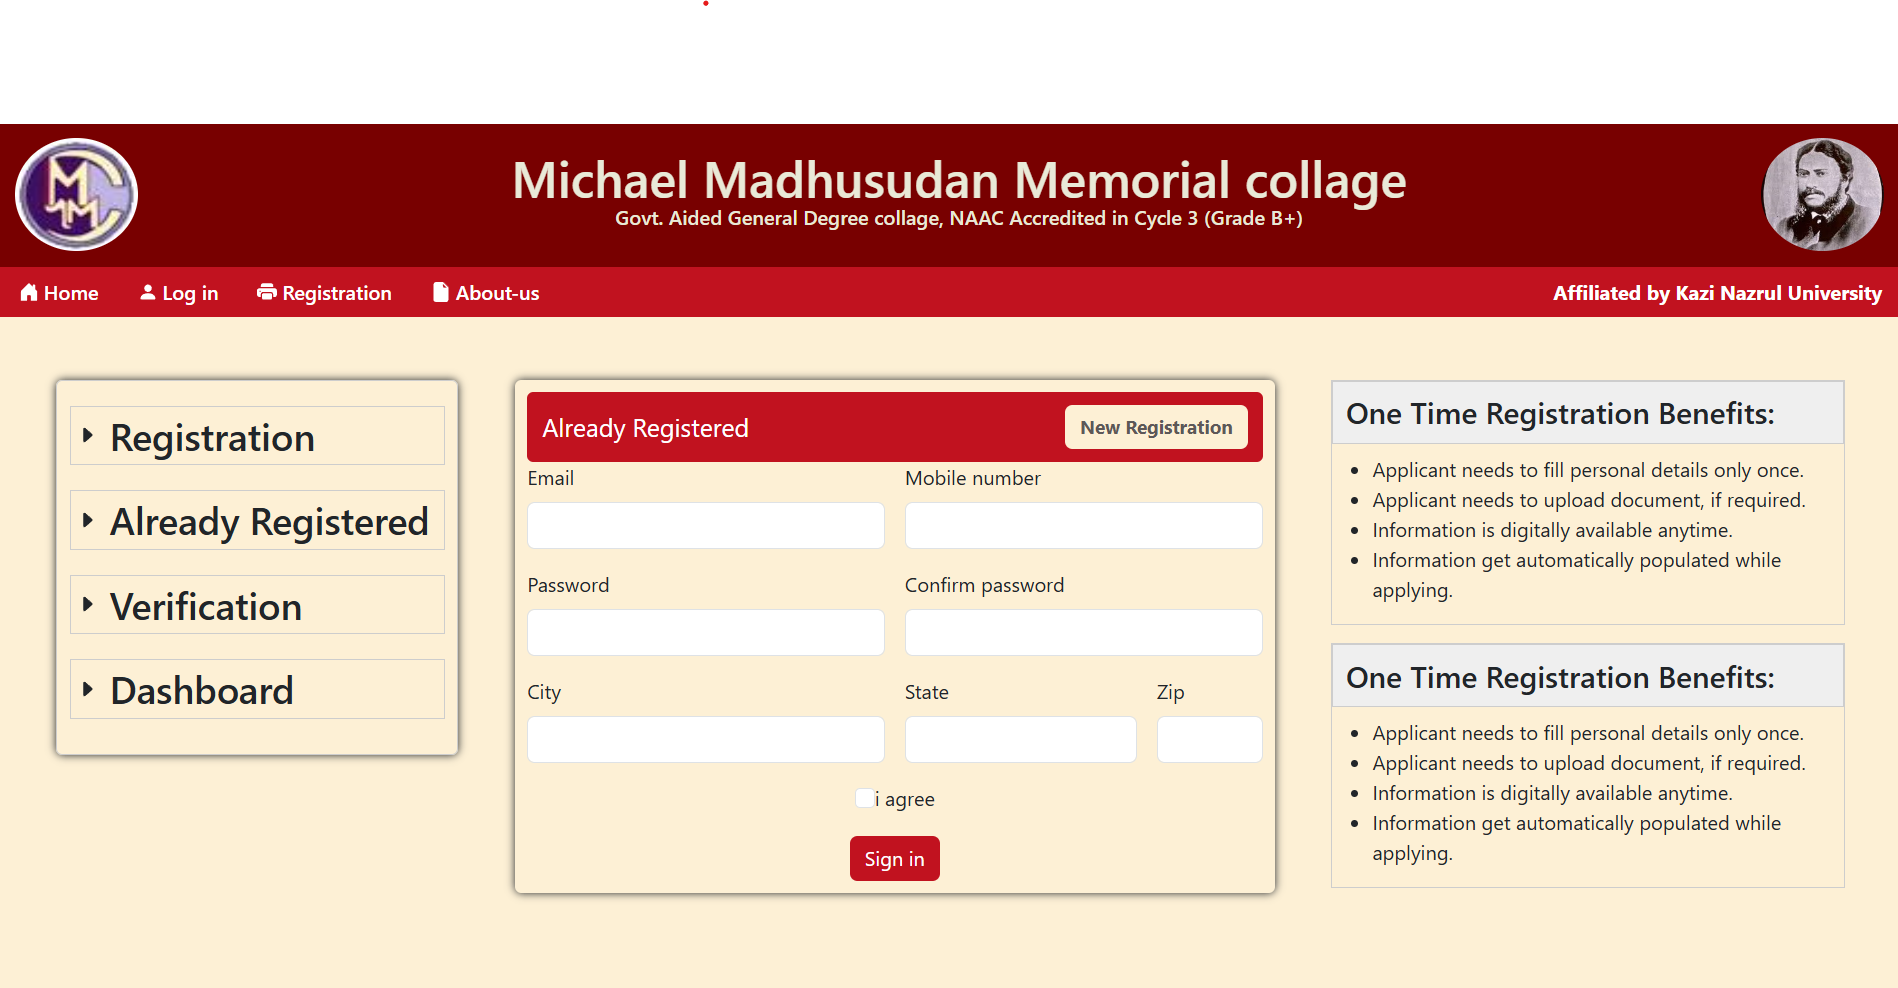 Michael Madhusudan Memorial collage
Govt. Aided General Degree collage, NAAC Accredited in Cycle 3 (Grade B+)
Home Log in Registration About-us Affiliated by Kazi Nazrul University
Registration
Already Registered
Verification
Dashboard
Already Registered New Registration
Email Mobile number
Password Confirm password
City State Zip
i agree
Sign in
One Time Registration Benefits:
Applicant needs to fill personal details only once.
Applicant needs to upload document, if required.
Information is digitally available anytime.
Information get automatically populated while
applying.
One Time Registration Benefits:
Applicant needs to fill personal details only once.
Applicant needs to upload document, if required.
Information is digitally available anytime.
Information get automatically populated while
applying.